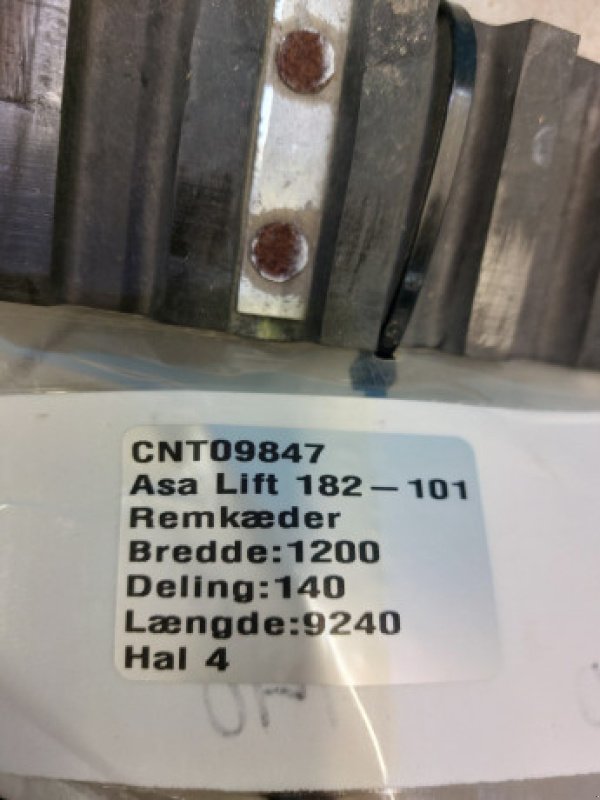 CNT09847
Asa Lift 182-101
Remkæder
Bredde:1200
Deling:140
Længde:9240
Hal 4